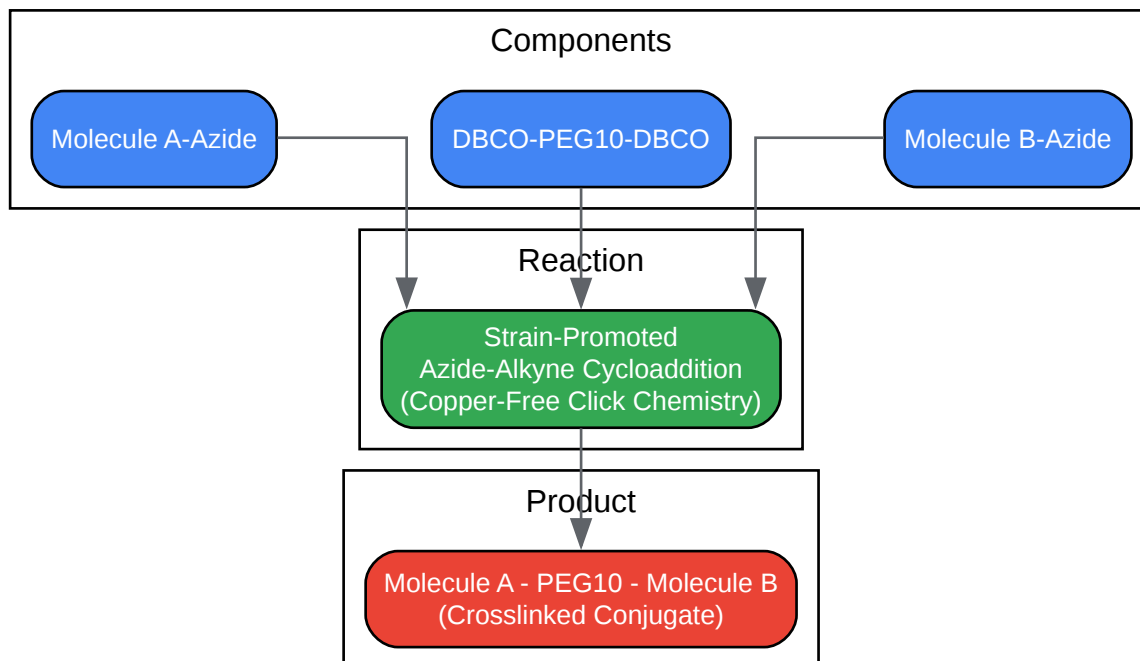 Components
Molecule A-Azide
DBCO-PEG10-DBCO
Molecule B-Azide
Reaction
Strain-Promoted
Azide-Alkyne Cycloaddition
(Copper-Free Click Chemistry)
Product
Molecule A - PEG10 - Molecule B
(Crosslinked Conjugate)